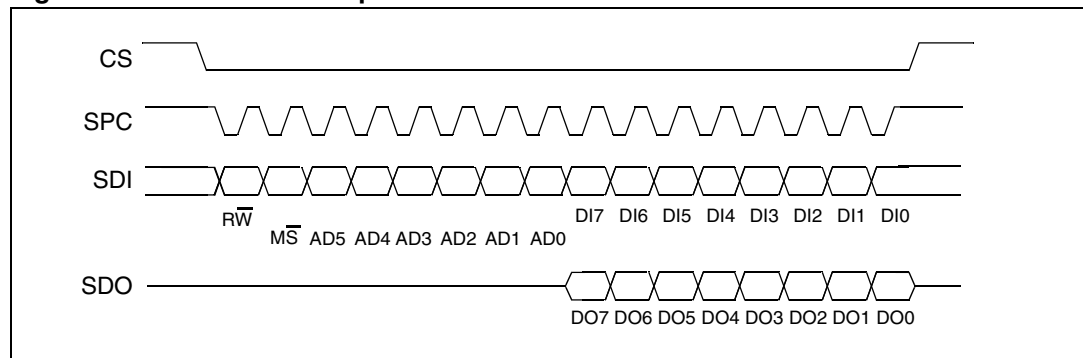 CS
SPC
SDI
DI7 DI6 DI5 DI4 DI3 DI2 DI1 DI0
RW̅
MS̅ AD5 AD4 AD3 AD2 AD1 AD0
SDO
DO7 DO6 DO5 DO4 DO3 DO2 DO1 DO0